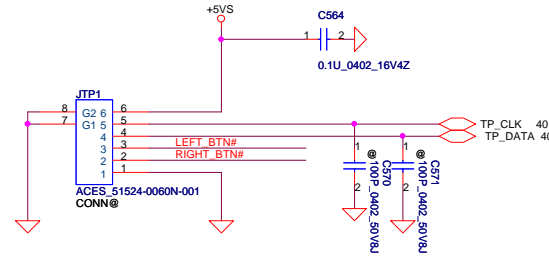 +5VS
C564
1 2
0.1U_0402_16V4Z
JTP1
8 G2 6 6
7 G1 5 5
4 4
3 3 LEFT_BTN#
2 2 RIGHT_BTN#
1 1
ACES_51524-0060N-001
CONN@
TP_CLK 40
TP_DATA 40
1 2
C570
100P_0402_50V8J
@
1 2
C571
100P_0402_50V8J
@